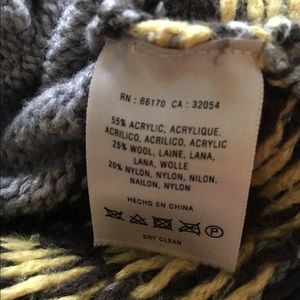 RN : 66170 CA : 32054
55% ACRYLIC, ACRYLIQUE,
ACRILICO, ACRILICO, ACRYLIC
25% WOOL, LAINE, LANA,
LANA, WOLLE
20% NYLON, NYLON, NILON,
NAILON, NYLON
HECHO EN CHINA
P
DRY CLEAN